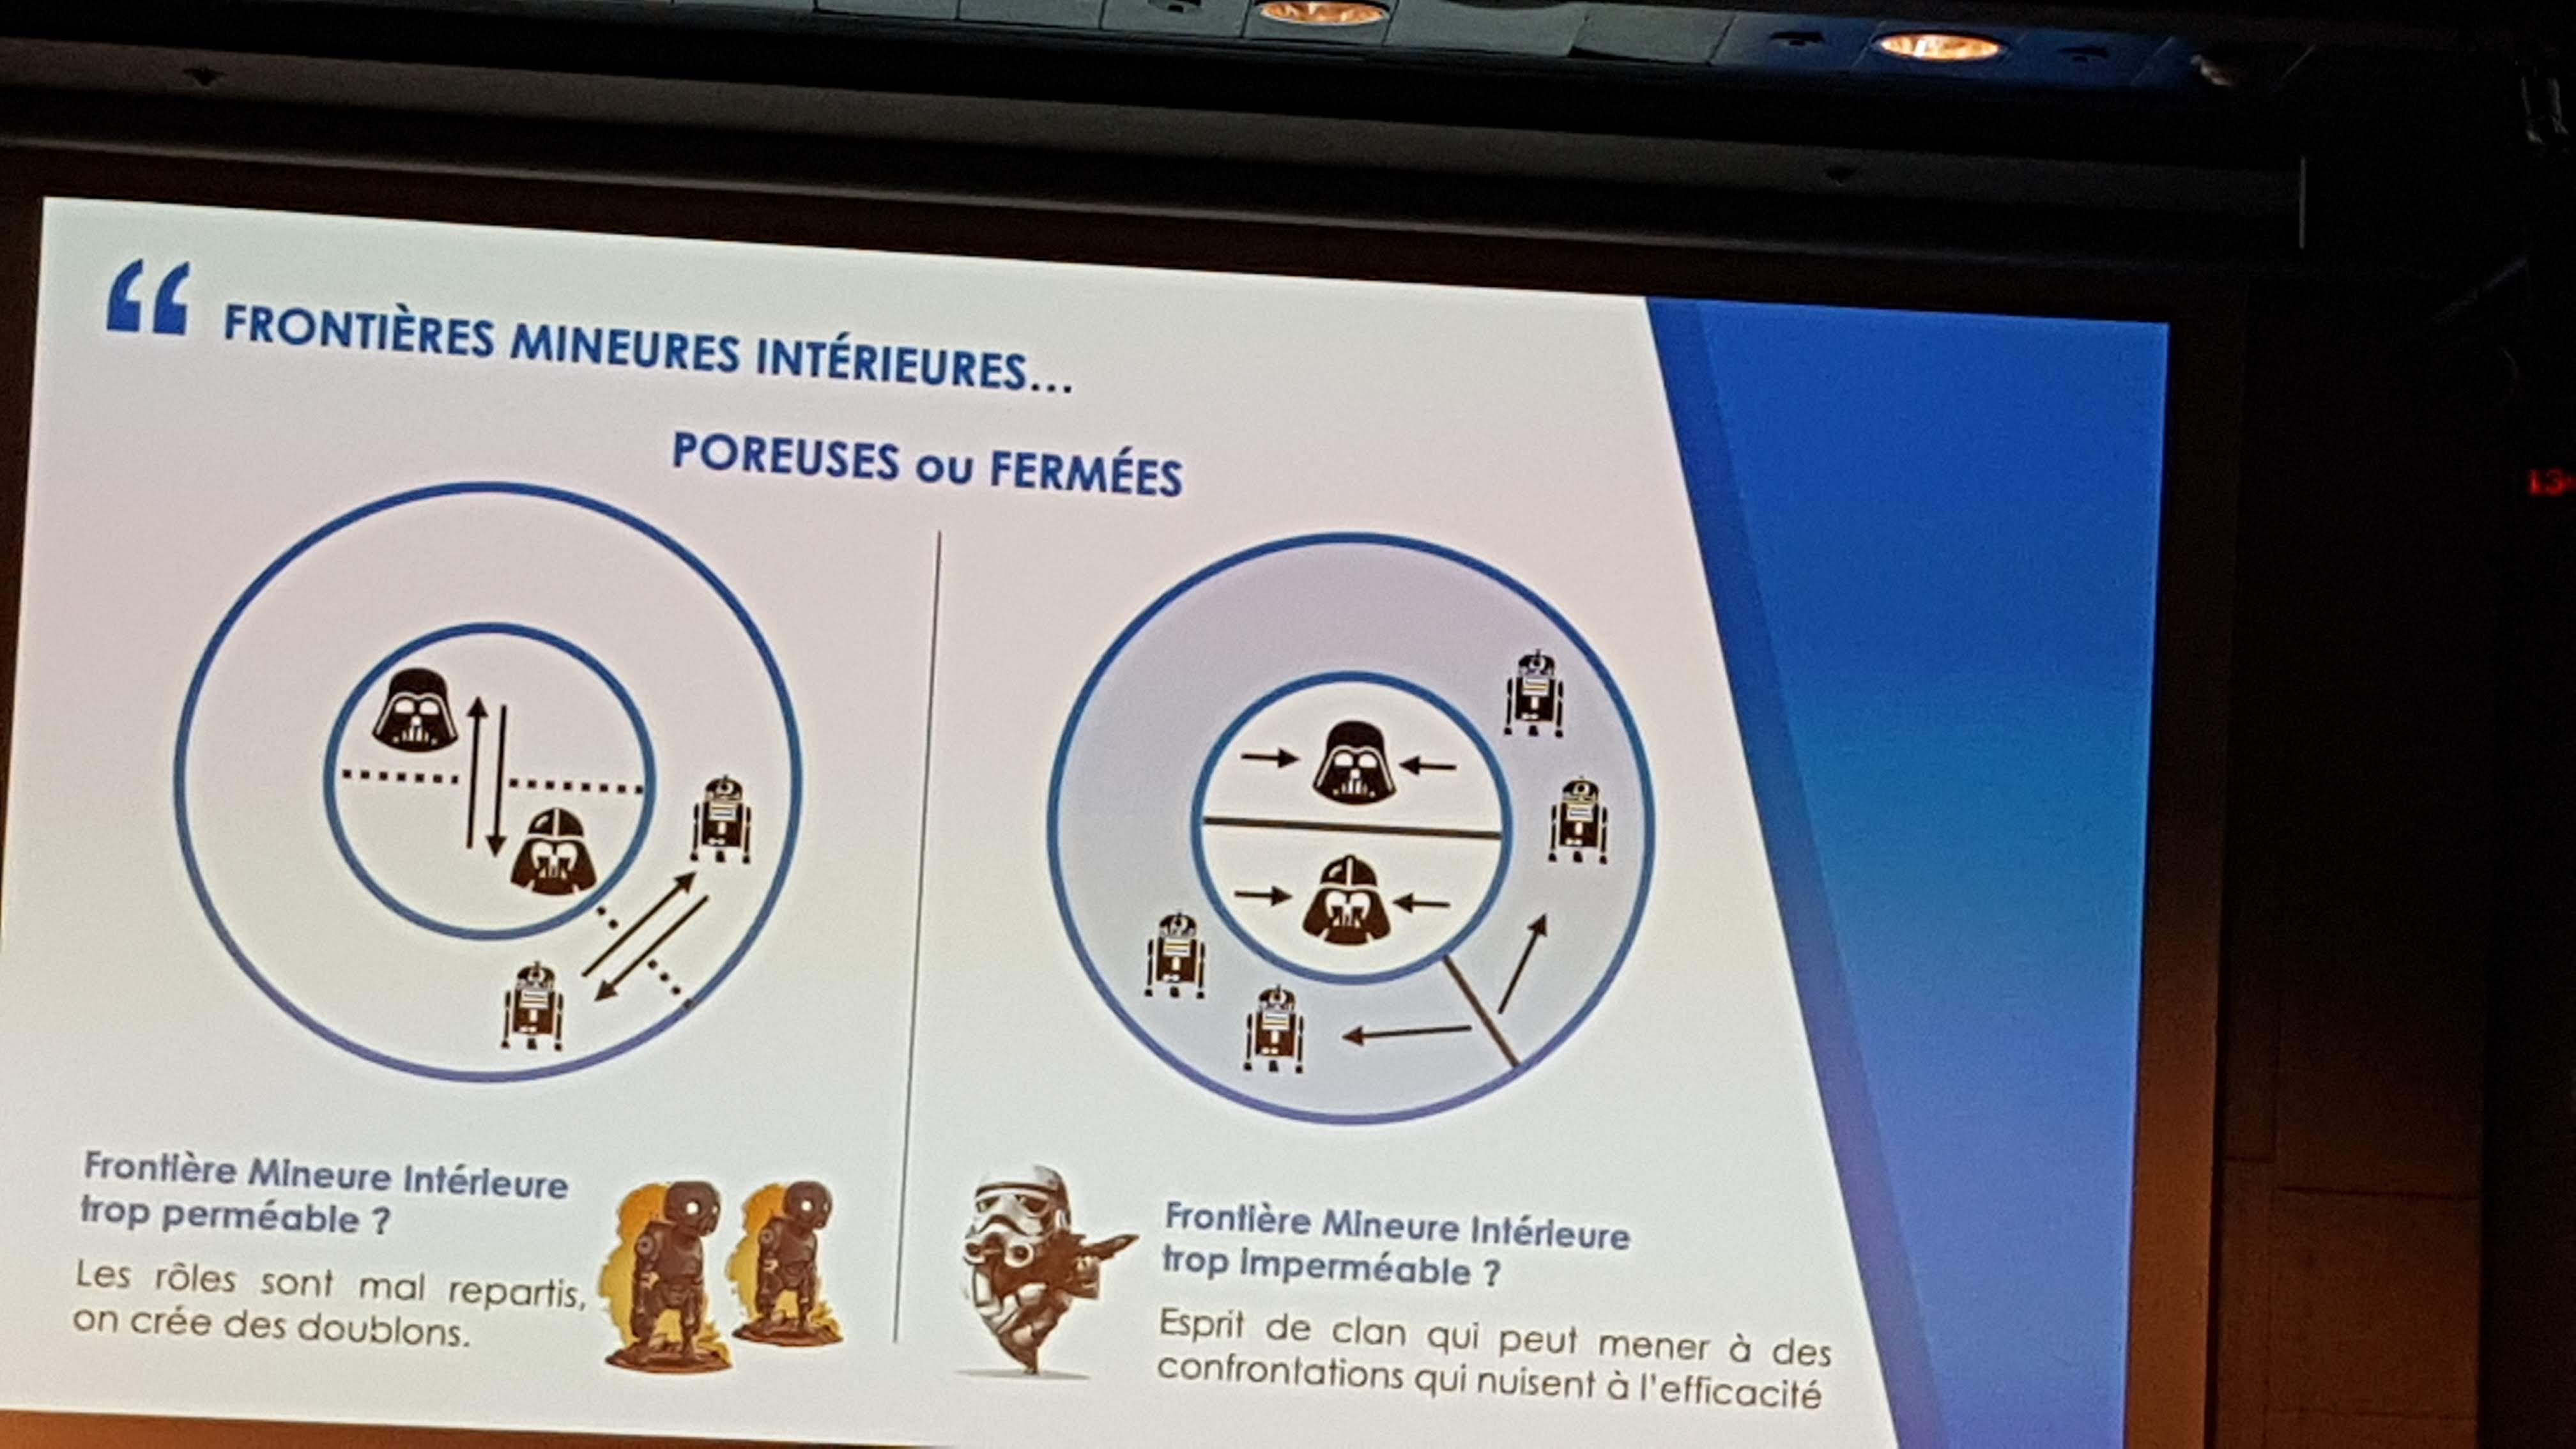 “ FRONTIÈRES MINEURES INTÉRIEURES...
POREUSES ou FERMÉES
Frontière Mineure Intérieure
trop perméable ?
Les rôles sont mal repartis,
on crée des doublons.
Frontière Mineure Intérieure
trop Imperméable ?
Esprit de clan qui peut mener à des
confrontations qui nuisent à l'efficacité